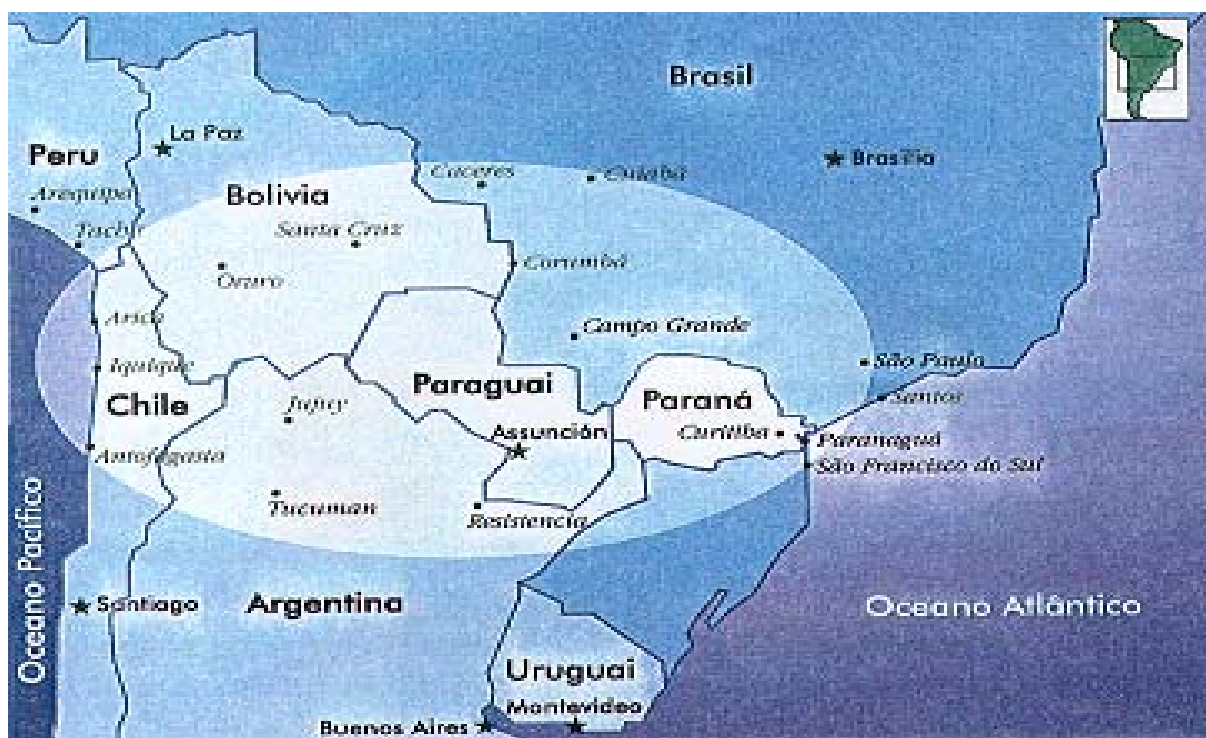 Brasil
La Paz
Peru
Brasilia
Caceres
Cuiabá
Arequipa
Bolivia
Santa Cruz
Corumbá
Oruro
Arica
Campo Grande
Iquique
São Paulo
Paraguai
Paraná
Chile
Jujuy
Santos
Assunción
Curitiba
Paranaguá
Antofagasta
São Francisco do Sul
Tucuman
Resistencia
Oceano Pacífico
Santiago
Argentina
Oceano Atlântico
Uruguai
Montevideo
Buenos Aires